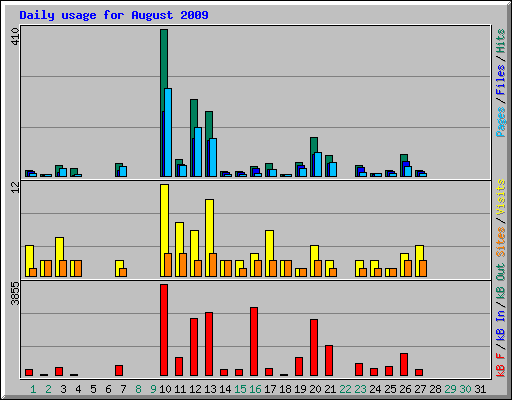 Daily usage for August 2009
410
Pages / Files / Hits
12
Sites / Visits
3855
kB F / kB In / kB Out
1 2 3 4 5 6 7 8 9 10 11 12 13 14 15 16 17 18 19 20 21 22 23 24 25 26 27 28 29 30 31